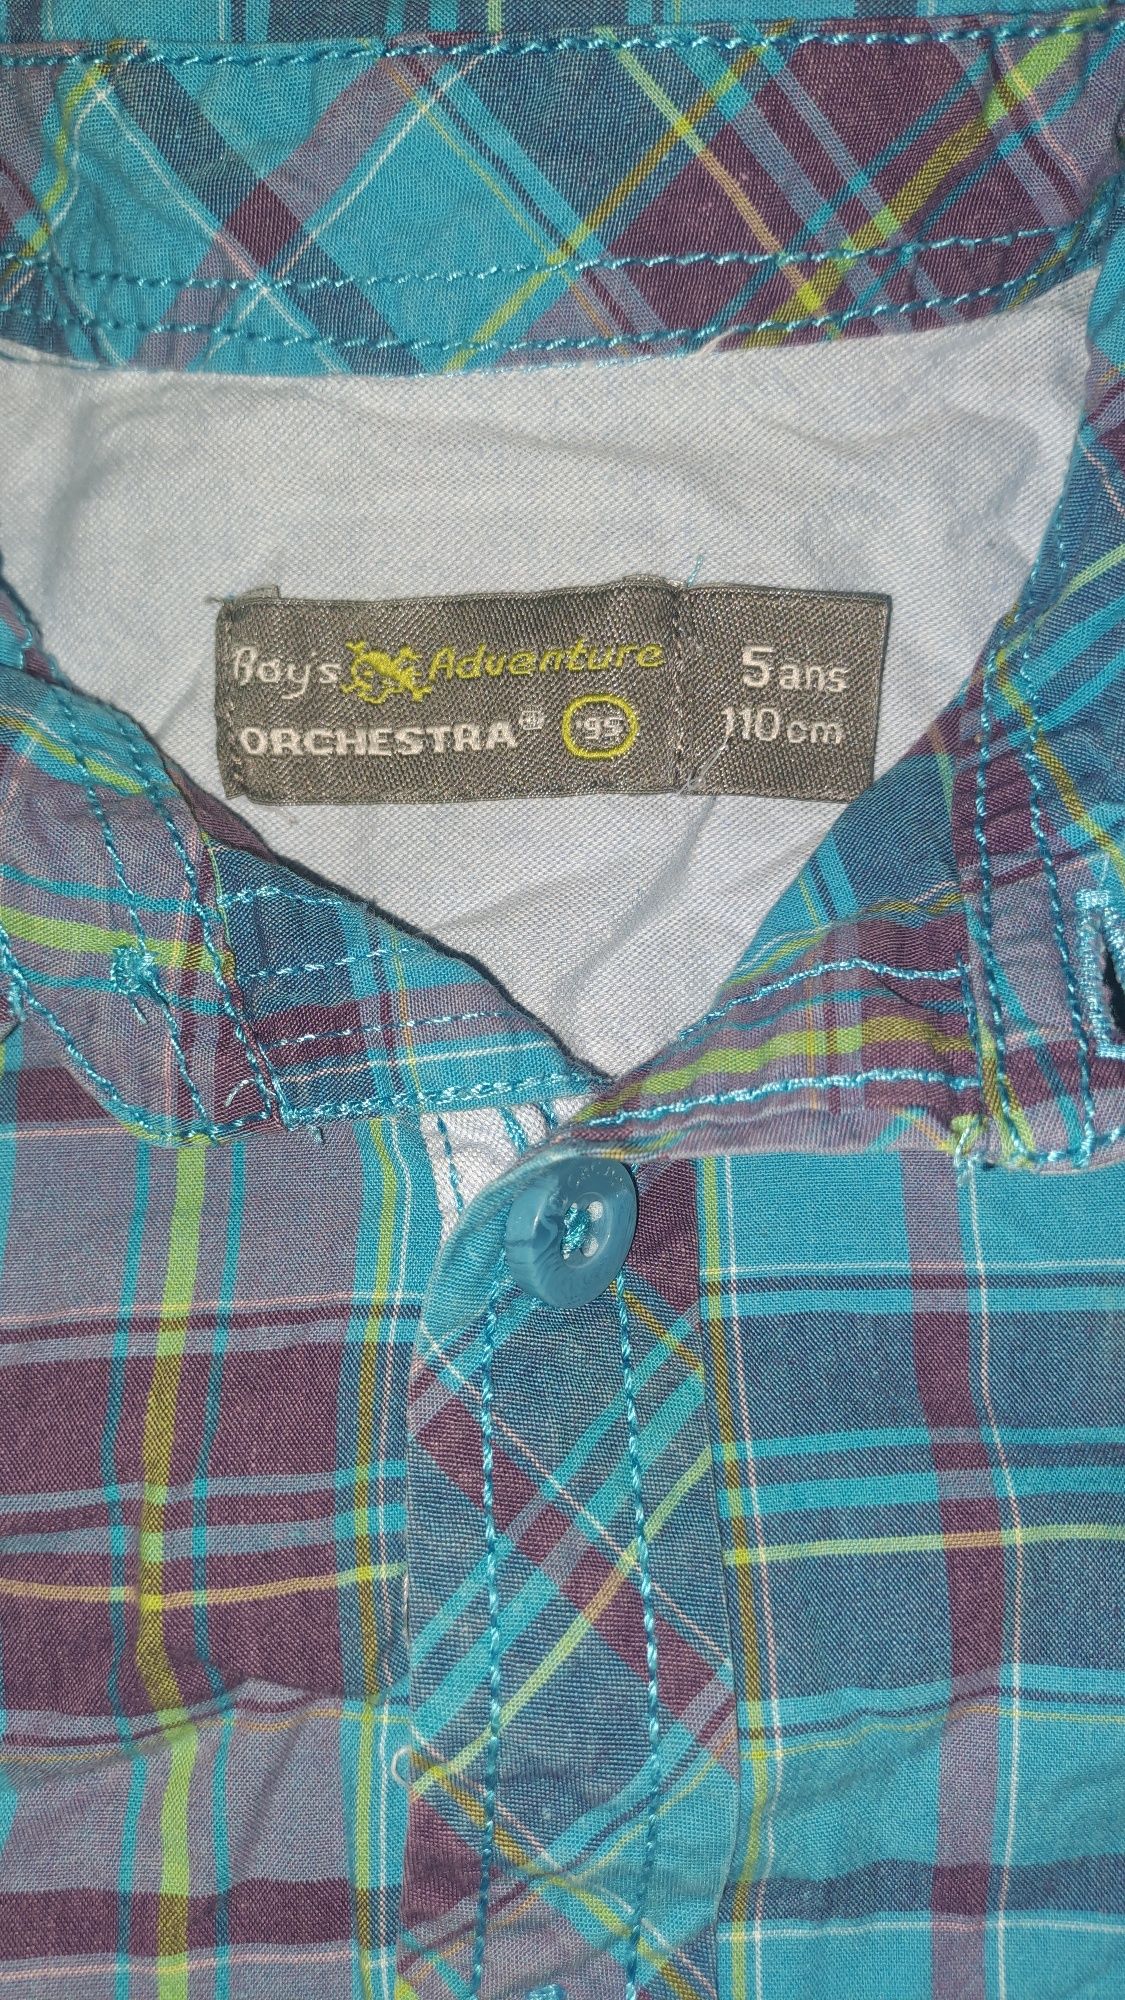 Boys Adventure
ORCHESTRA® '95
5 ans
110 cm